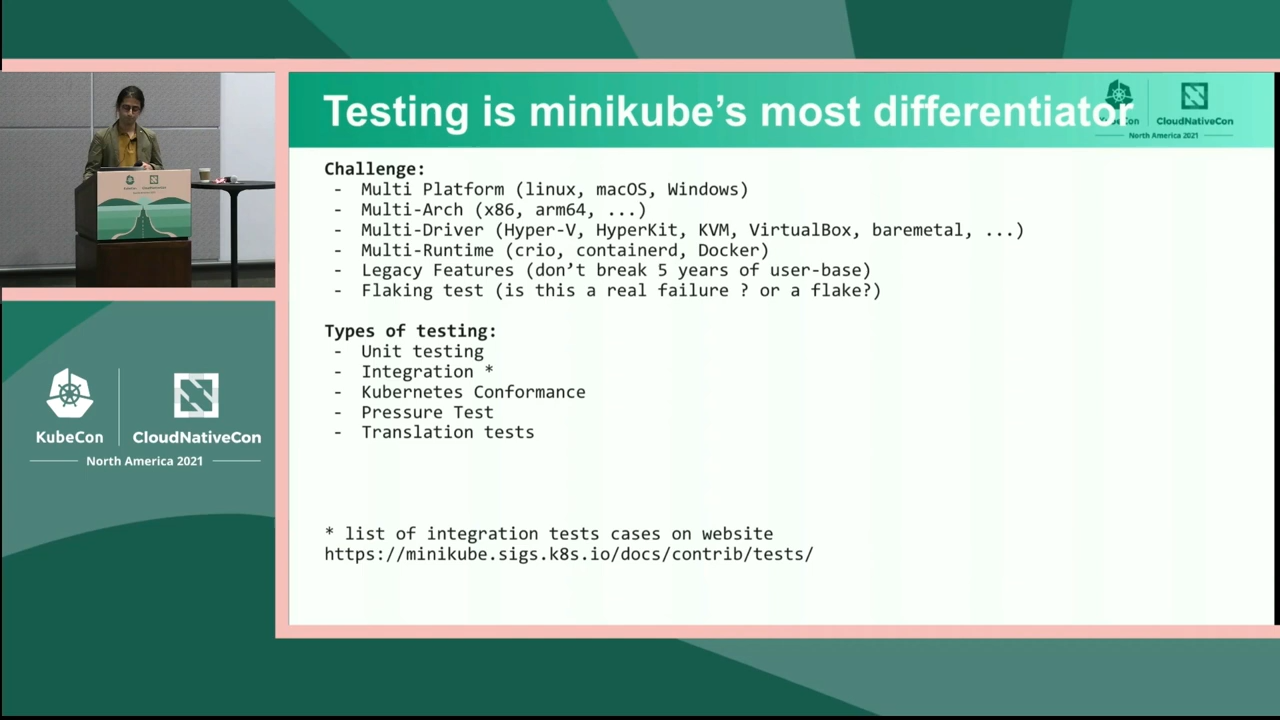 Testing is minikube's most differentiator
KubeCon
CloudNativeCon
North America 2021
Challenge:
- Multi Platform (linux, macOS, Windows)
- Multi-Arch (x86, arm64, ...)
- Multi-Driver (Hyper-V, HyperKit, KVM, VirtualBox, baremetal, ...)
- Multi-Runtime (crio, containerd, Docker)
- Legacy Features (don't break 5 years of user-base)
- Flaking test (is this a real failure ? or a flake?)
Types of testing:
- Unit testing
- Integration *
- Kubernetes Conformance
- Pressure Test
- Translation tests
* list of integration tests cases on website
https://minikube.sigs.k8s.io/docs/contrib/tests/
KubeCon
CloudNativeCon
North America 2021